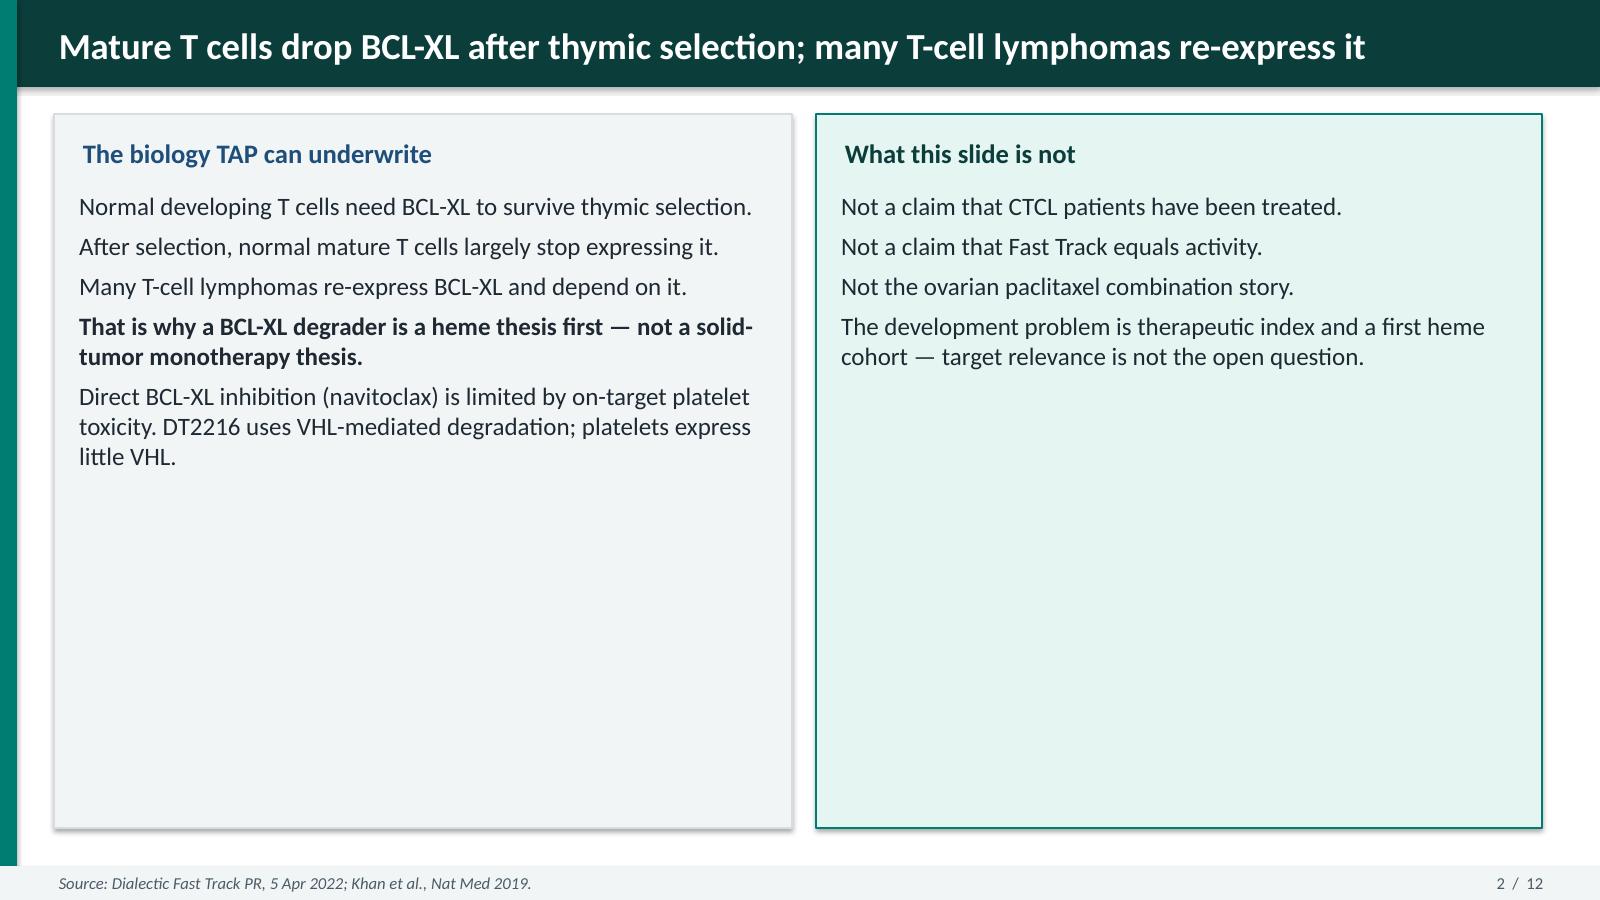 Mature T cells drop BCL-XL after thymic selection; many T-cell lymphomas re-express it
The biology TAP can underwrite
Normal developing T cells need BCL-XL to survive thymic selection.
After selection, normal mature T cells largely stop expressing it.
Many T-cell lymphomas re-express BCL-XL and depend on it.
That is why a BCL-XL degrader is a heme thesis first — not a solid-
tumor monotherapy thesis.
Direct BCL-XL inhibition (navitoclax) is limited by on-target platelet
toxicity. DT2216 uses VHL-mediated degradation; platelets express
little VHL.
What this slide is not
Not a claim that CTCL patients have been treated.
Not a claim that Fast Track equals activity.
Not the ovarian paclitaxel combination story.
The development problem is therapeutic index and a first heme
cohort — target relevance is not the open question.
Source: Dialectic Fast Track PR, 5 Apr 2022; Khan et al., Nat Med 2019.
2 / 12